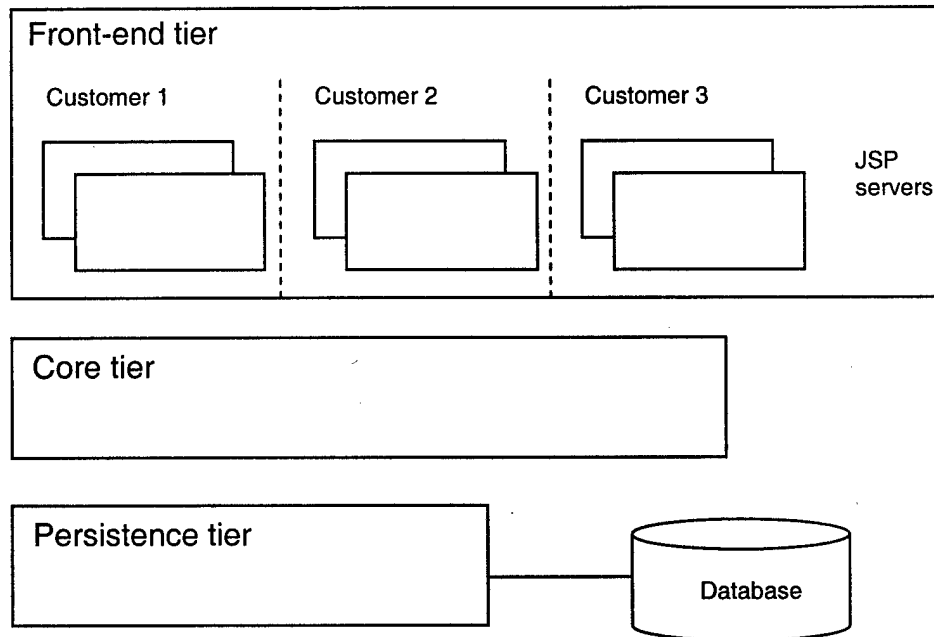 Front-end tier
Customer 1
Customer 2
Customer 3
JSP
servers
Core tier
Persistence tier
Database